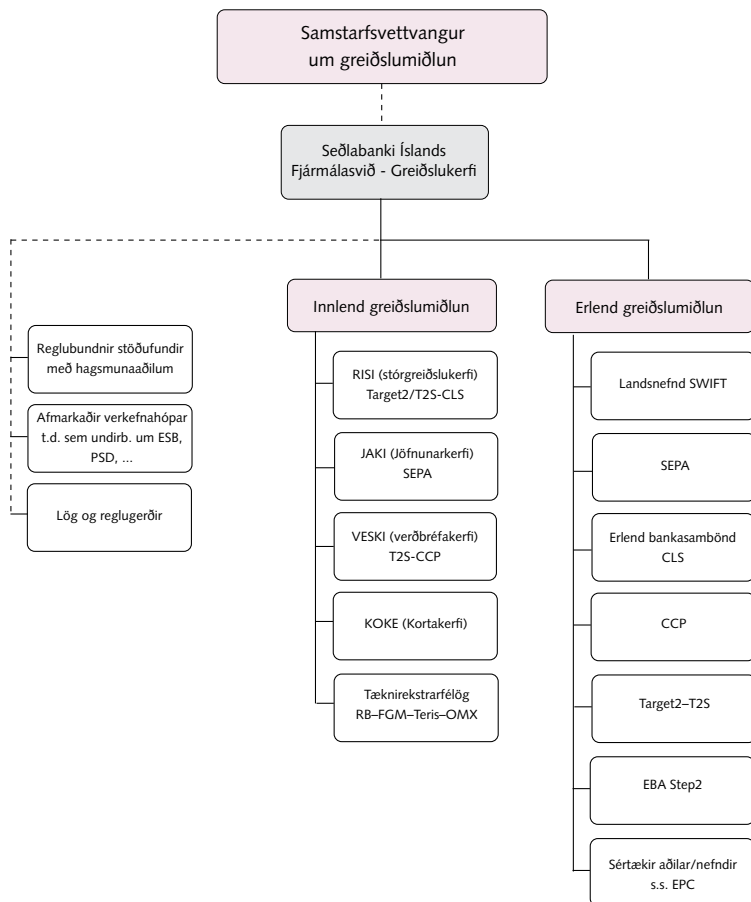 Samstarfsvettvangur
um greiðslumiðlun
Seðlabanki Íslands
Fjármálasvið - Greiðslukerfi
Reglubundnir stöðufundir
með hagsmunaaðilum
Afmarkaðir verkefnahópar
t.d. sem undirb. um ESB,
PSD, ...
Lög og reglugerðir
Innlend greiðslumiðlun
RISI (stórgreiðslukerfi)
Target2/T2S-CLS
JAKI (Jöfnunarkerfi)
SEPA
VESKI (verðbréfakerfi)
T2S-CCP
KOKE (Kortakerfi)
Tæknirekstrarfélög
RB–FGM–Teris–OMX
Erlend greiðslumiðlun
Landsnefnd SWIFT
SEPA
Erlend bankasambönd
CLS
CCP
Target2–T2S
EBA Step2
Sértækir aðilar/nefndir
s.s. EPC